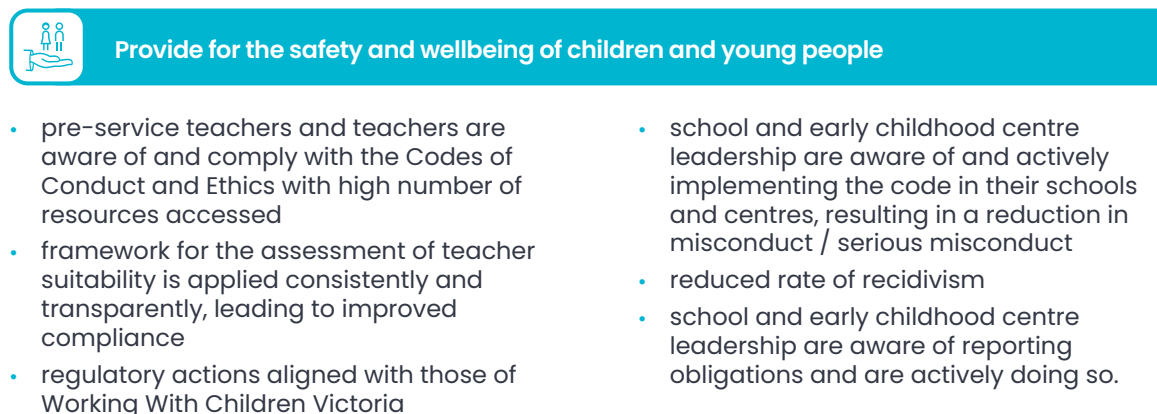 Provide for the safety and wellbeing of children and young people
• pre-service teachers and teachers are
aware of and comply with the Codes of
Conduct and Ethics with high number of
resources accessed
• framework for the assessment of teacher
suitability is applied consistently and
transparently, leading to improved
compliance
• regulatory actions aligned with those of
Working With Children Victoria
• school and early childhood centre
leadership are aware of and actively
implementing the code in their schools
and centres, resulting in a reduction in
misconduct / serious misconduct
• reduced rate of recidivism
• school and early childhood centre
leadership are aware of reporting
obligations and are actively doing so.